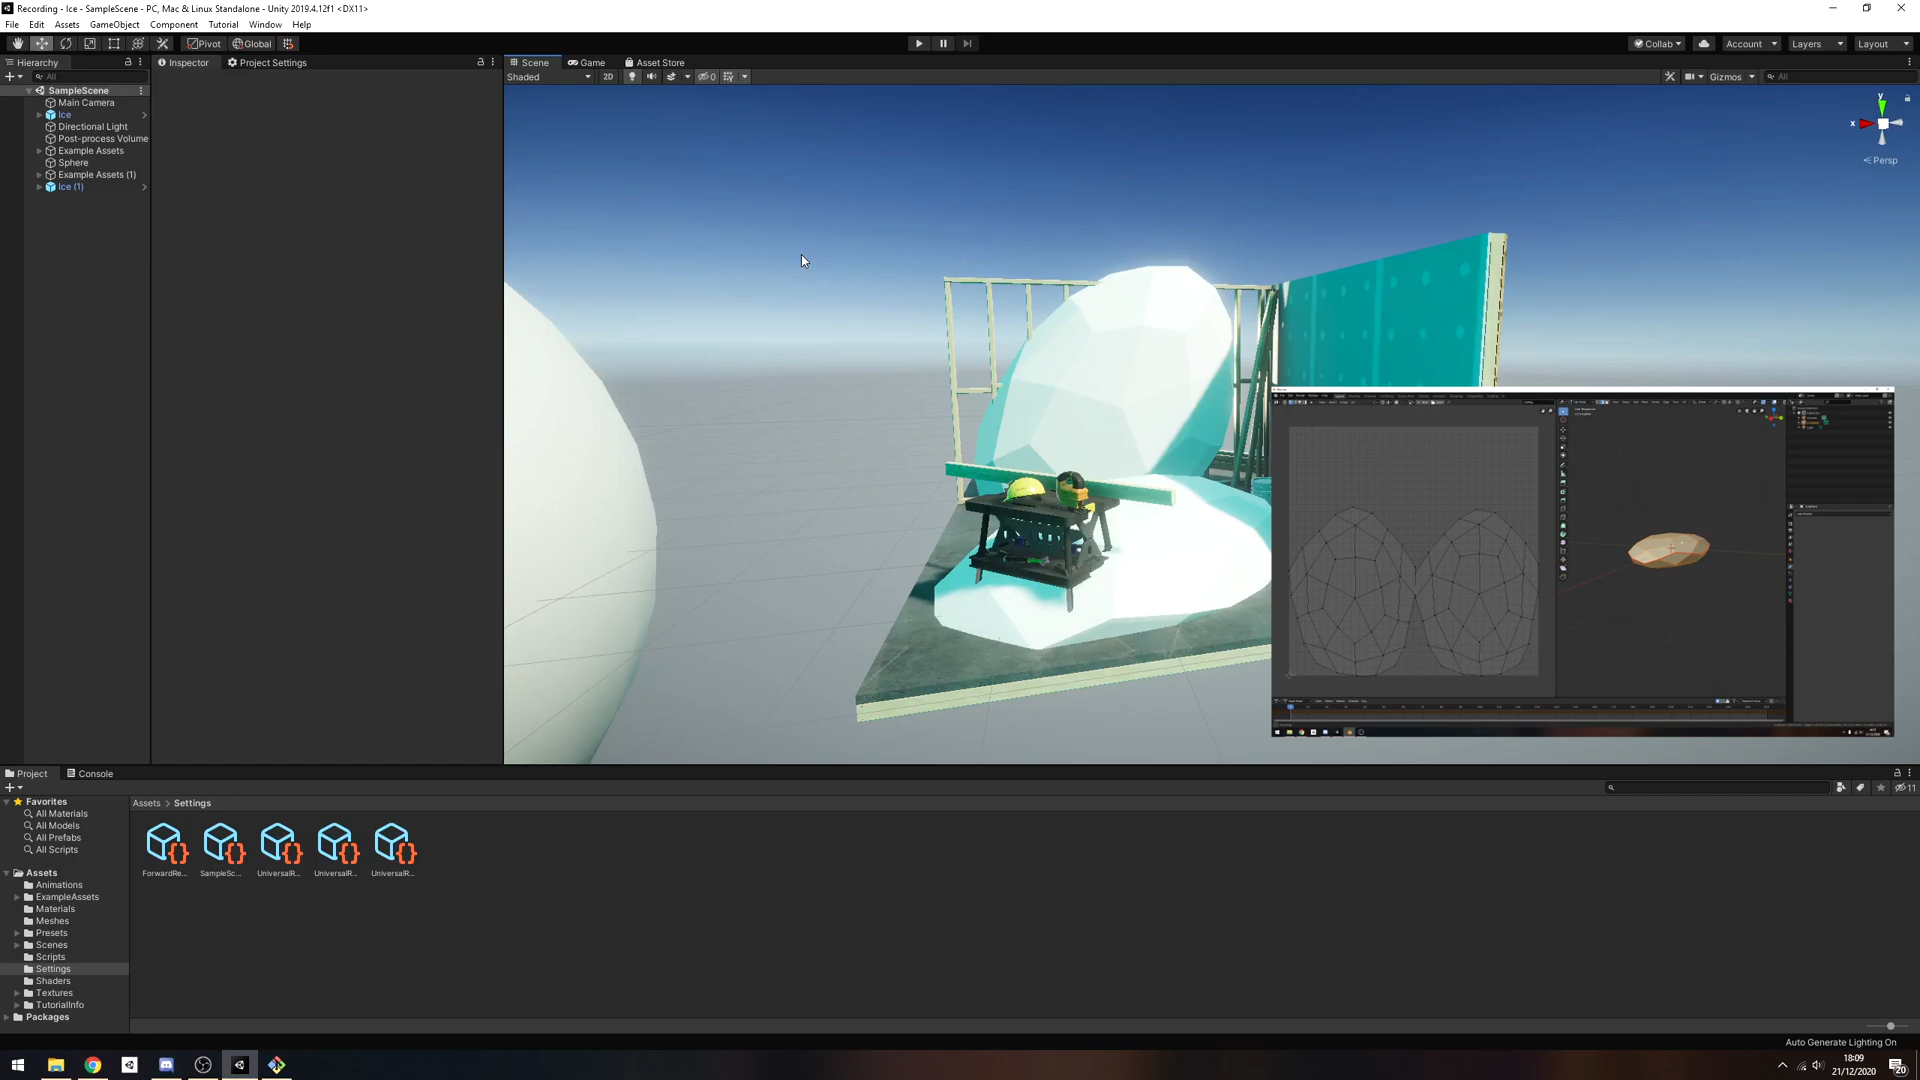 Recording - Ice - SampleScene - PC, Mac & Linux Standalone - Unity 2019.4.12f1 <DX11>
File Edit Assets GameObject Component Tutorial Window Help
Pivot Global Collab Account Layers Layout
Hierarchy Inspector Project Settings Scene Game Asset Store
All Shaded 2D 0 Gizmos All
SampleScene
Main Camera
Ice
Directional Light
Post-process Volume
Example Assets
Sphere
Example Assets (1)
Ice (1)
y
x
Persp
Project Console
11
Favorites
All Materials
All Models
All Prefabs
All Scripts
Assets
Animations
ExampleAssets
Materials
Meshes
Presets
Scenes
Scripts
Settings
Shaders
Textures
TutorialInfo
Packages
Assets > Settings
ForwardRe... SampleSc... UniversalR... UniversalR... UniversalR...
Auto Generate Lighting On
18:09
21/12/2020
20